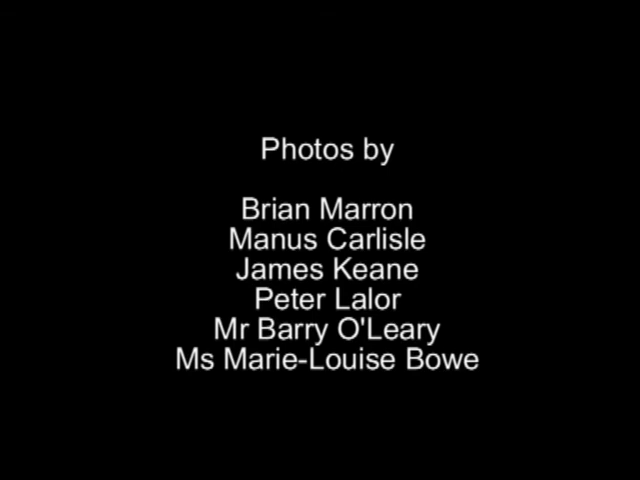 Photos by
Brian Marron
Manus Carlisle
James Keane
Peter Lalor
Mr Barry O'Leary
Ms Marie-Louise Bowe